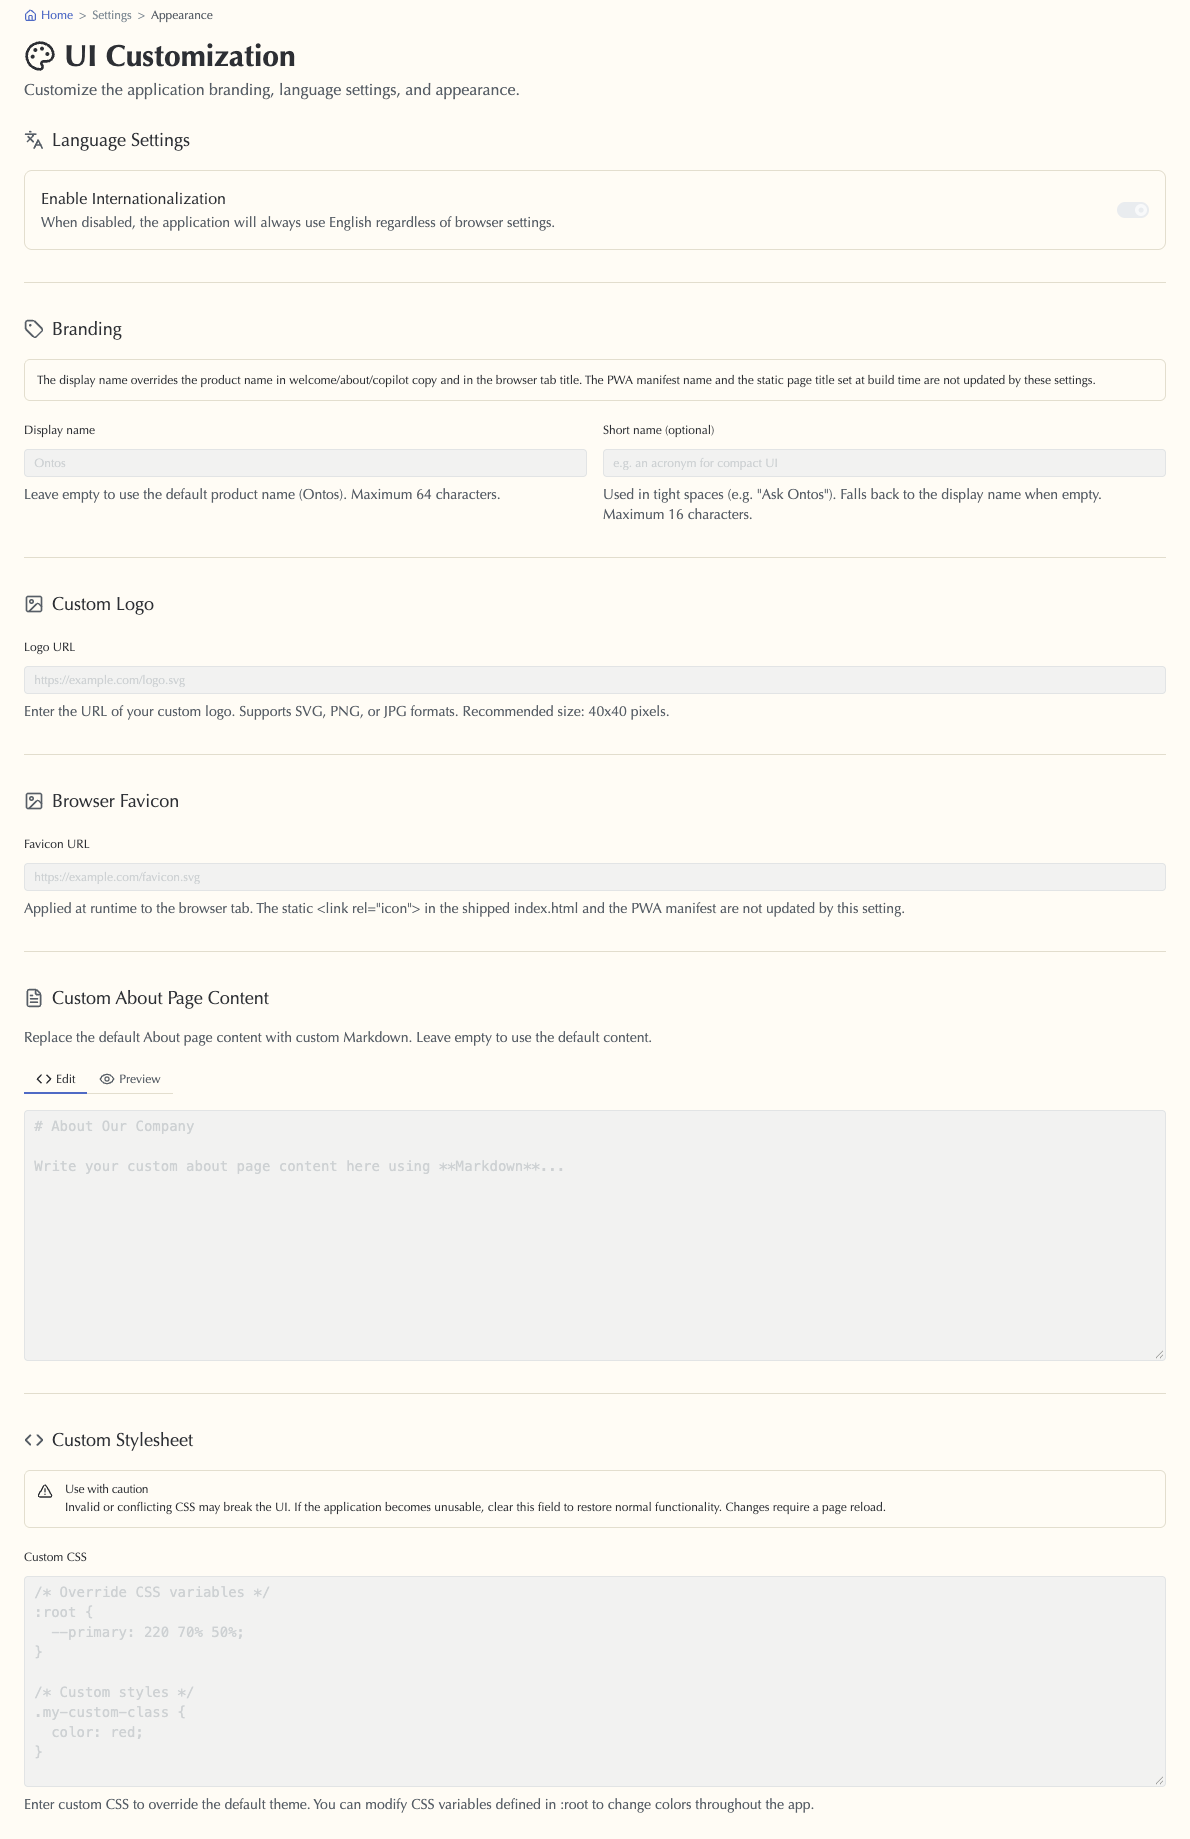 Home > Settings > Appearance
UI Customization
Customize the application branding, language settings, and appearance.
Language Settings
Enable Internationalization
When disabled, the application will always use English regardless of browser settings.
Branding
The display name overrides the product name in welcome/about/copilot copy and in the browser tab title. The PWA manifest name and the static page title set at build time are not updated by these settings.
Display name
Ontos
Leave empty to use the default product name (Ontos). Maximum 64 characters.
Short name (optional)
e.g. an acronym for compact UI
Used in tight spaces (e.g. "Ask Ontos"). Falls back to the display name when empty.
Maximum 16 characters.
Custom Logo
Logo URL
https://example.com/logo.svg
Enter the URL of your custom logo. Supports SVG, PNG, or JPG formats. Recommended size: 40x40 pixels.
Browser Favicon
Favicon URL
https://example.com/favicon.svg
Applied at runtime to the browser tab. The static <link rel="icon"> in the shipped index.html and the PWA manifest are not updated by this setting.
Custom About Page Content
Replace the default About page content with custom Markdown. Leave empty to use the default content.
Edit Preview
# About Our Company
Write your custom about page content here using **Markdown**...
Custom Stylesheet
Use with caution
Invalid or conflicting CSS may break the UI. If the application becomes unusable, clear this field to restore normal functionality. Changes require a page reload.
Custom CSS
/* Override CSS variables */
:root {
  --primary: 220 70% 50%;
}
/* Custom styles */
.my-custom-class {
  color: red;
}
Enter custom CSS to override the default theme. You can modify CSS variables defined in :root to change colors throughout the app.